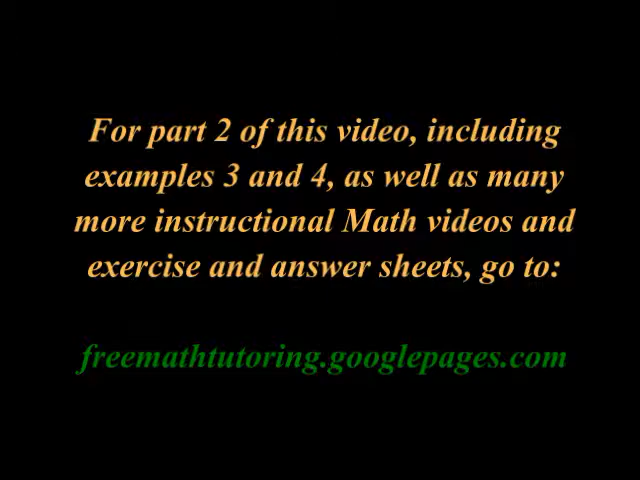 For part 2 of this video, including
examples 3 and 4, as well as many
more instructional Math videos and
exercise and answer sheets, go to:
freemathtutoring.googlepages.com